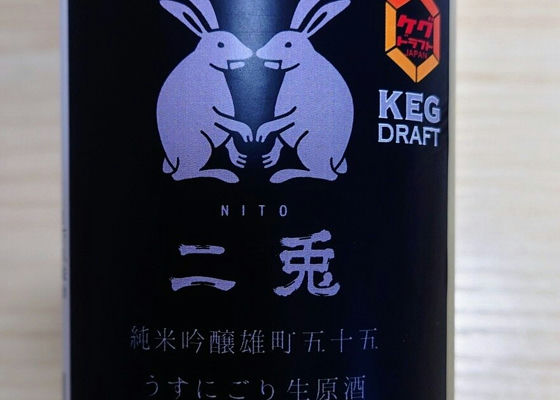 ケグ
ドラフト
JAPAN
KEG
DRAFT
NITO
二兎
純米吟醸雄町五十五
うすにごり生原酒